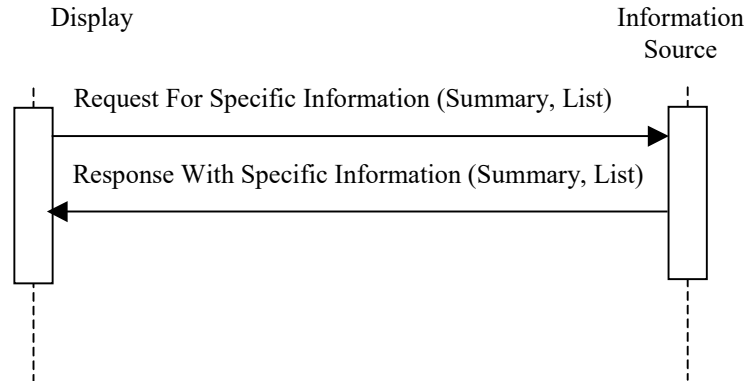 Display
Information
Source
Request For Specific Information (Summary, List)
Response With Specific Information (Summary, List)